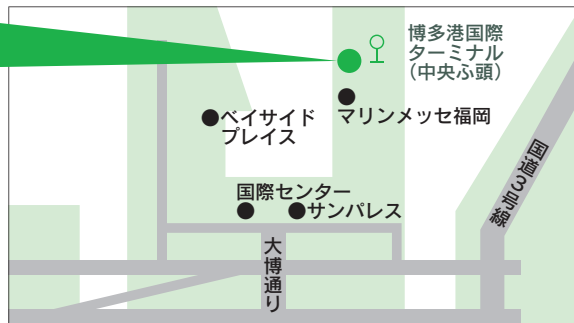 博多港国際
ターミナル
(中央ふ頭)
マリンメッセ福岡
ベイサイド
プレイス
国際センター
サンパレス
大博通り
国道3号線